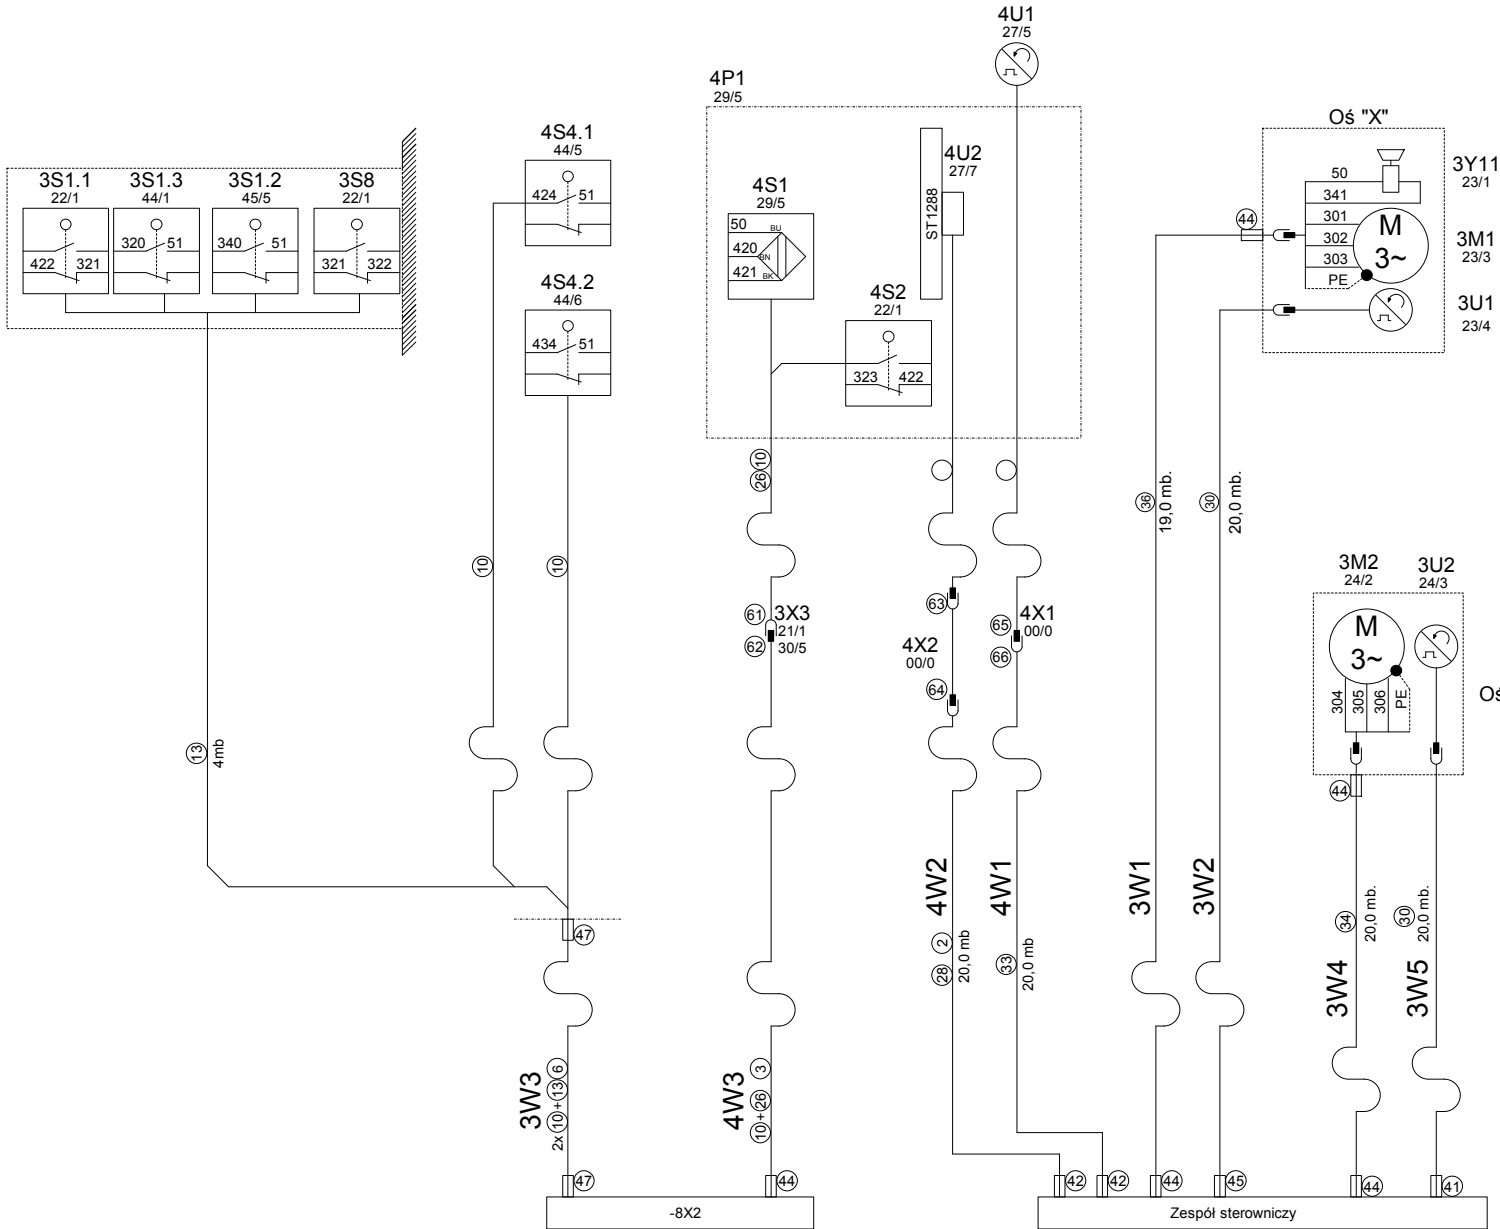 4U1
27/5
4P1
29/5
4S4.1
44/5
424 51
Oś "X"
3S1.1
22/1
3S1.3
44/1
3S1.2
45/5
3S8
22/1
422 321
320 51
340 51
321 322
4U2
27/7
ST1288
4S1
29/5
50 BU
420 BN
421 BK
3Y11
23/1
50
341
301
302
303
PE
M
3~
3M1
23/3
3U1
23/4
44
4S4.2
44/6
434 51
4S2
22/1
323 422
10
26
36
19,0 mb.
30
20,0 mb.
10
10
3M2
24/2
3U2
24/3
M
3~
304
305
306
PE
Oś
61
62
3X3
21/1
30/5
63
64
4X2
00/0
65
66
4X1
00/0
13
4mb
44
47
3W3
6
2x 10 + 13
4W3
3
10 + 26
4W2
2
28
20,0 mb
4W1
33
20,0 mb
3W1
3W2
3W4
34
20,0 mb.
3W5
30
20,0 mb.
47
44
42
42
44
45
44
41
-8X2
Zespół sterowniczy